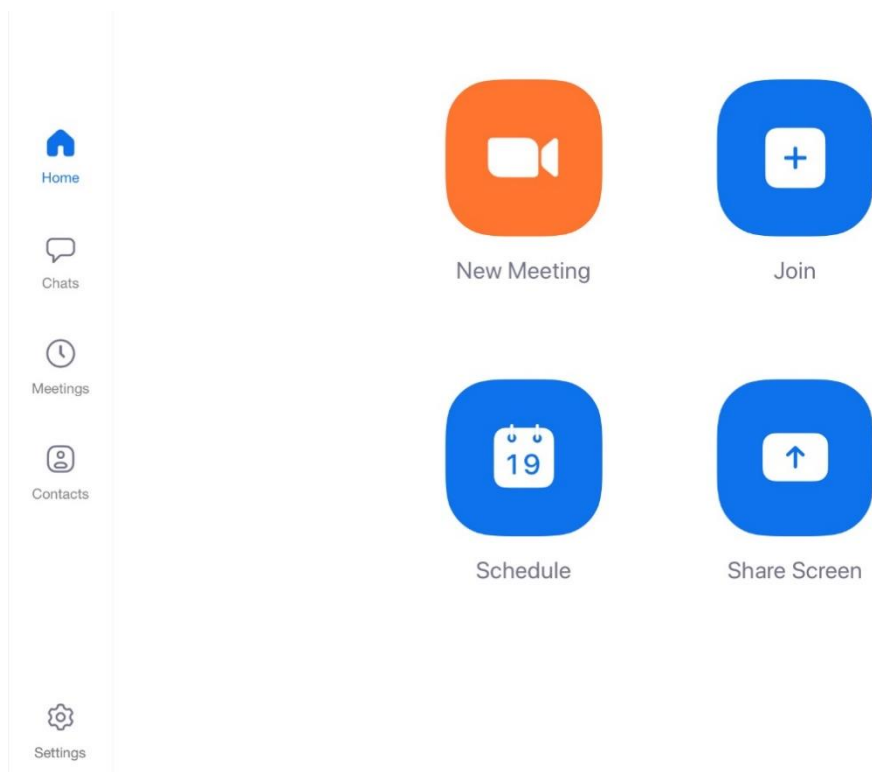 Home
Chats
Meetings
Contacts
Settings
New Meeting
Join
19
Schedule
Share Screen